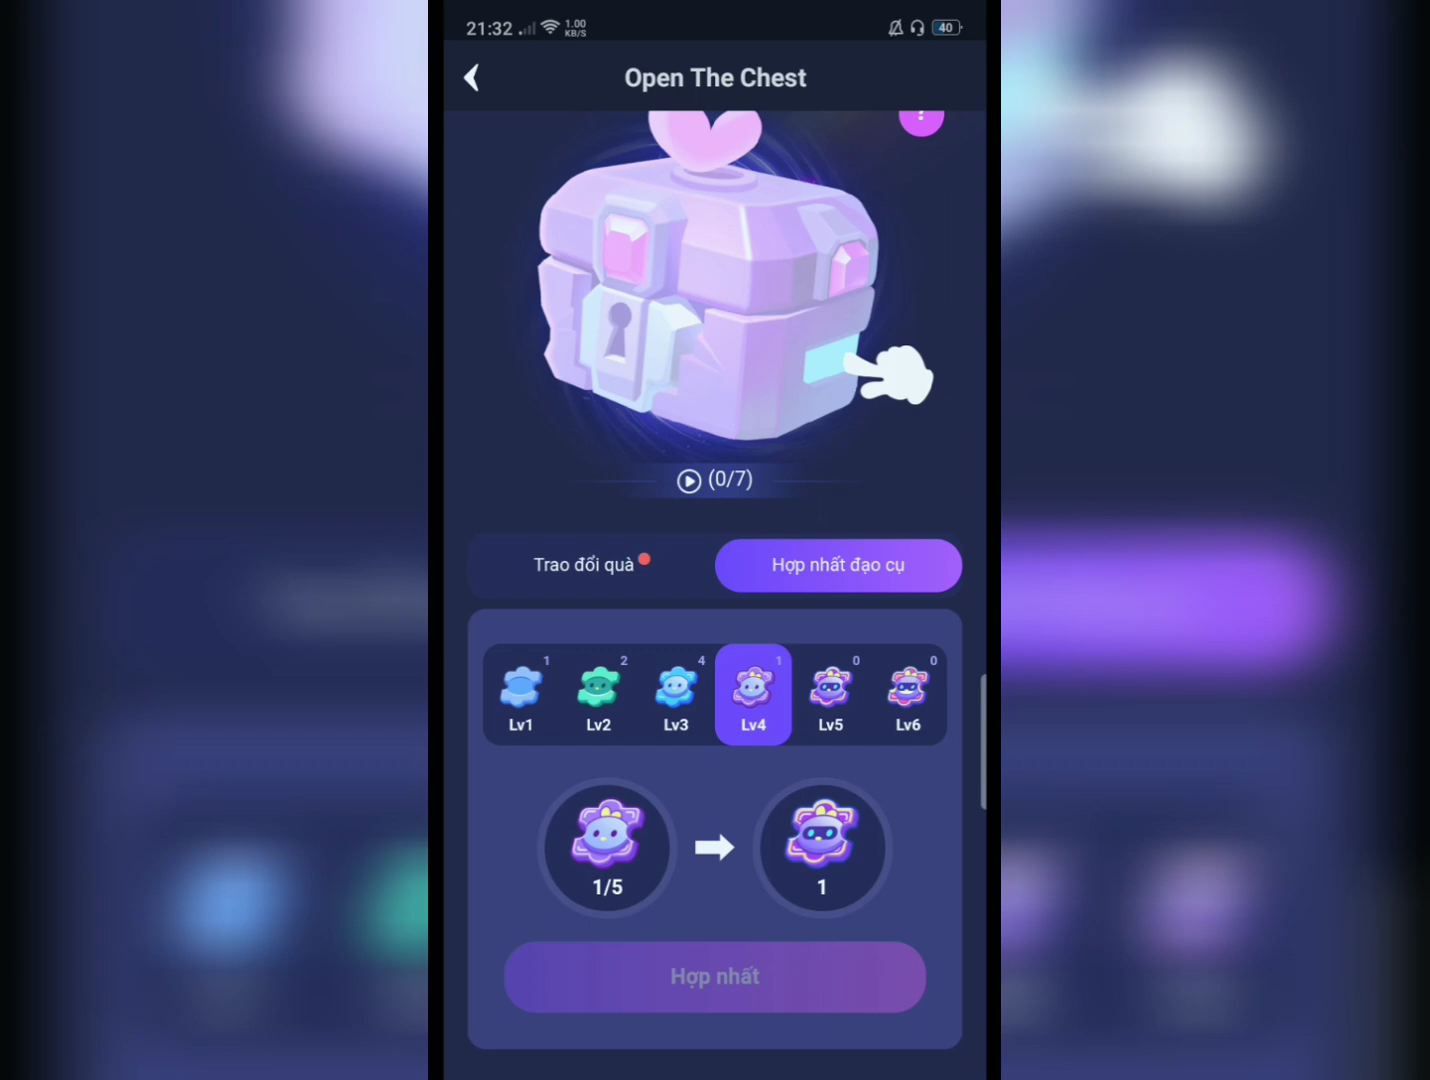 21:32 1.00 KB/S 40
Open The Chest
(0/7)
Trao đổi quà Hợp nhất đạo cụ
1 2 4 1 0 0
Lv1 Lv2 Lv3 Lv4 Lv5 Lv6
1/5 1
Hợp nhất